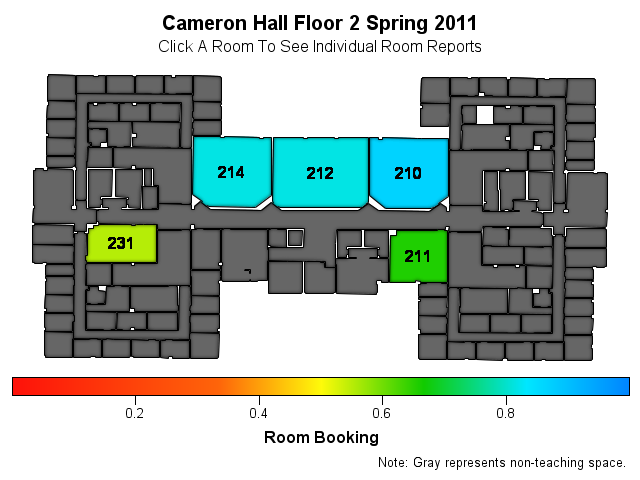 Cameron Hall Floor 2 Spring 2011
Click A Room To See Individual Room Reports
214
212
210
231
211
0.2
0.4
0.6
0.8
Room Booking
Note: Gray represents non-teaching space.